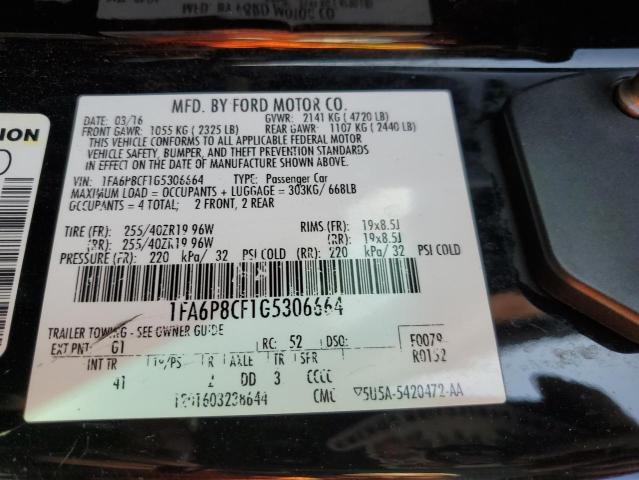 MFD. BY FORD MOTOR CO.
DATE: 03/16 GVWR: 2141 KG ( 4720 LB)
FRONT GAWR: 1055 KG ( 2325 LB) REAR GAWR: 1107 KG ( 2440 LB)
THIS VEHICLE CONFORMS TO ALL APPLICABLE FEDERAL MOTOR
VEHICLE SAFETY, BUMPER, AND THEFT PREVENTION STANDARDS
IN EFFECT ON THE DATE OF MANUFACTURE SHOWN ABOVE.
VIN: 1FA6P8CF1G5306664 TYPE: Passenger Car
MAXIMUM LOAD = OCCUPANTS + LUGGAGE = 303KG/ 668LB
OCCUPANTS = 4 TOTAL: 2 FRONT, 2 REAR
TIRE (FR): 255/40ZR19 96W RIMS (FR): 19x8.5J
(RR): 255/40ZR19 96W (RR): 19x8.5J
PRESSURE (FR): 220 kPa/ 32 PSI COLD (RR): 220 kPa/ 32 PSI COLD
1FA6P8CF1G5306664
TRAILER TOWING - SEE OWNER GUIDE
EXT PNT: G1 RC: 52 DSO: F0079
R0152
INT TR TP/PS R AXLE TR SFR
41 DD 3 CCCC
CMC ▽5U5A-5420472-AA